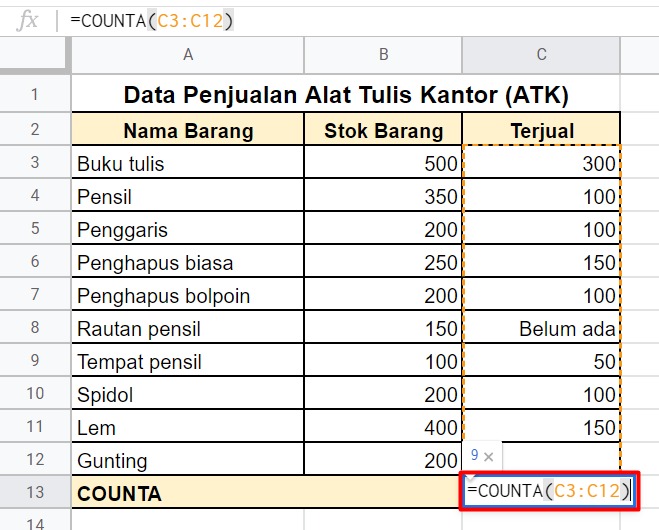 fx =COUNTA(C3:C12)
A B C
1 Data Penjualan Alat Tulis Kantor (ATK)
2 Nama Barang Stok Barang Terjual
3 Buku tulis 500 300
4 Pensil 350 100
5 Penggaris 200 100
6 Penghapus biasa 250 150
7 Penghapus bolpoin 200 100
8 Rautan pensil 150 Belum ada
9 Tempat pensil 100 50
10 Spidol 200 100
11 Lem 400 150
12 Gunting 200 9 ×
13 COUNTA =COUNTA(C3:C12)
14